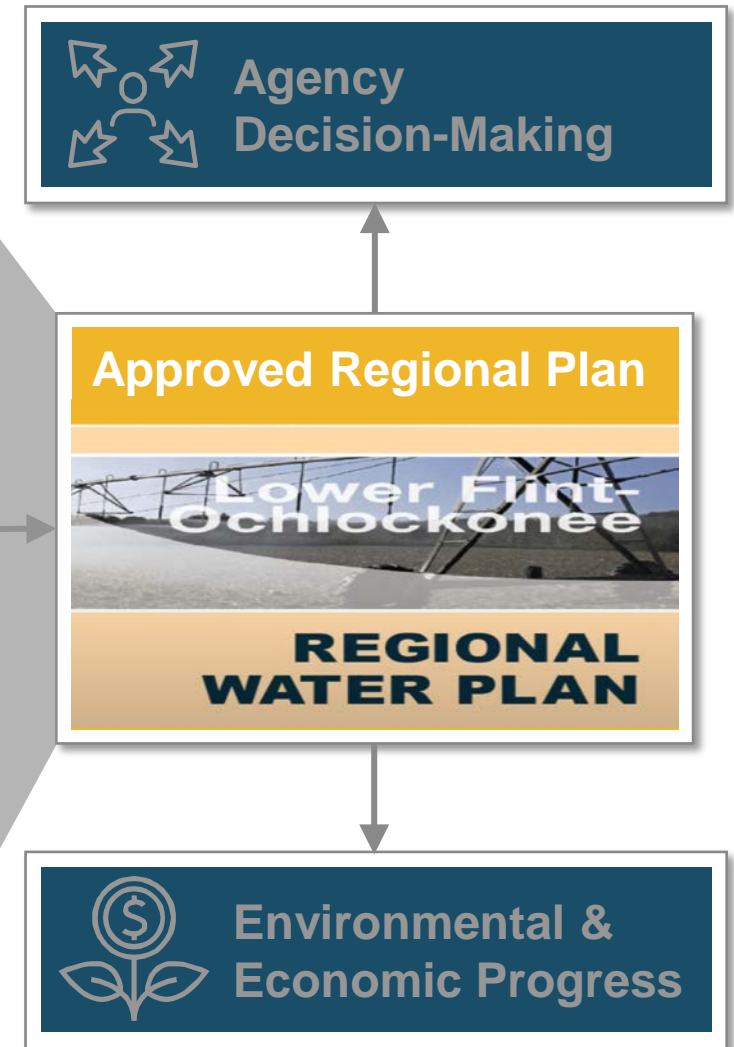 Agency
Decision-Making
Approved Regional Plan
Lower Flint-
Ochlockonee
REGIONAL
WATER PLAN
$
Environmental &
Economic Progress